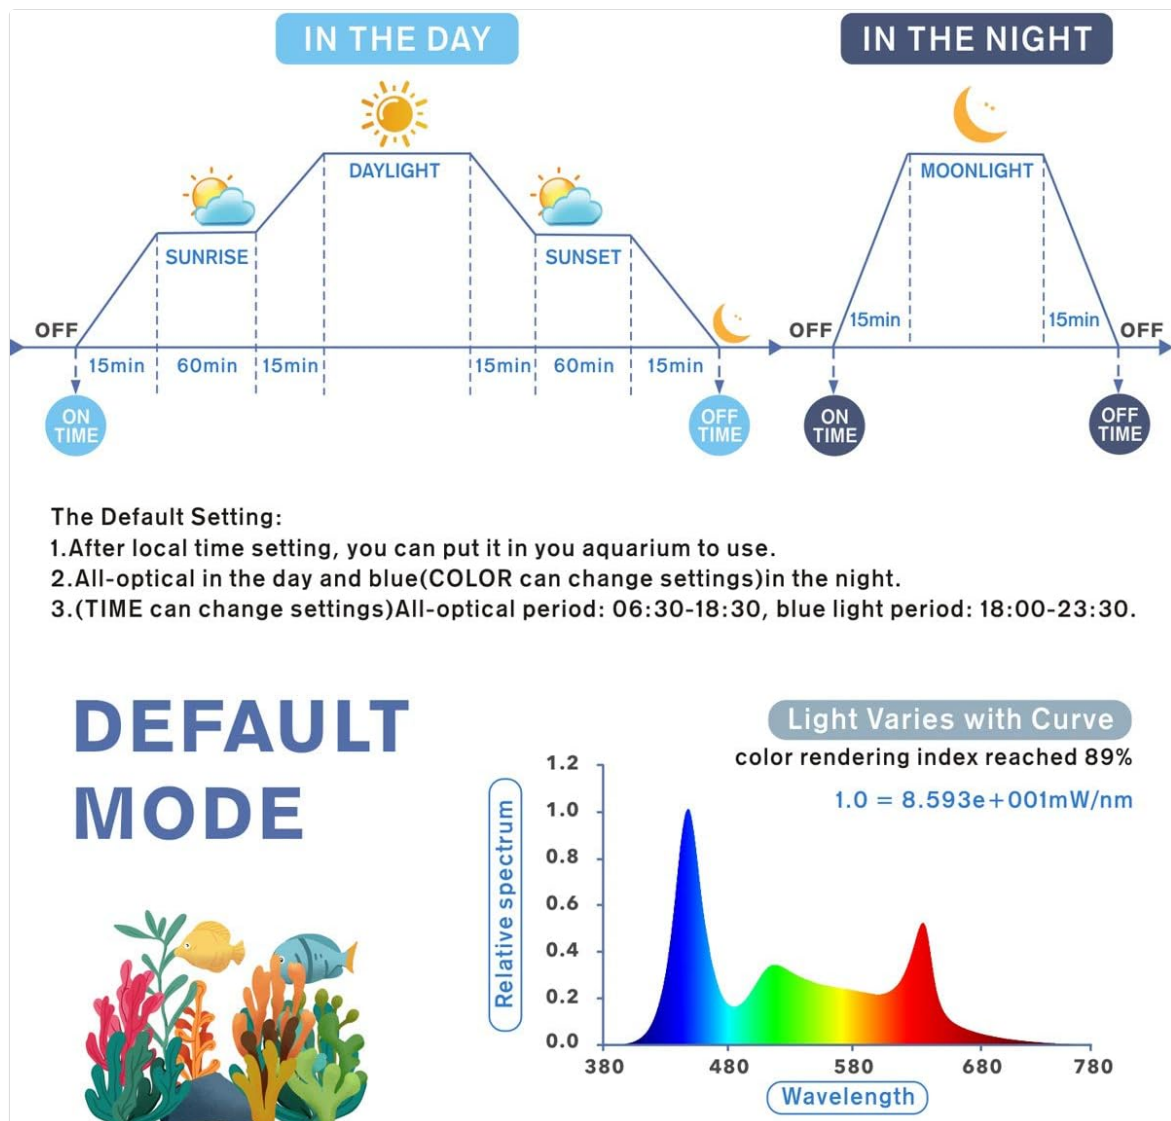 IN THE DAY
IN THE NIGHT
DAYLIGHT
MOONLIGHT
SUNRISE
SUNSET
OFF
OFF
15min
15min
OFF
15min
60min
15min
15min
60min
15min
ON
TIME
OFF
TIME
ON
TIME
OFF
TIME
The Default Setting:
1.After local time setting, you can put it in you aquarium to use.
2.All-optical in the day and blue(COLOR can change settings)in the night.
3.(TIME can change settings)All-optical period: 06:30-18:30, blue light period: 18:00-23:30.
DEFAULT
MODE
Light Varies with Curve
color rendering index reached 89%
1.0 = 8.593e+001mW/nm
Relative spectrum
1.2
1.0
0.8
0.6
0.4
0.2
0.0
380
480
580
680
780
Wavelength